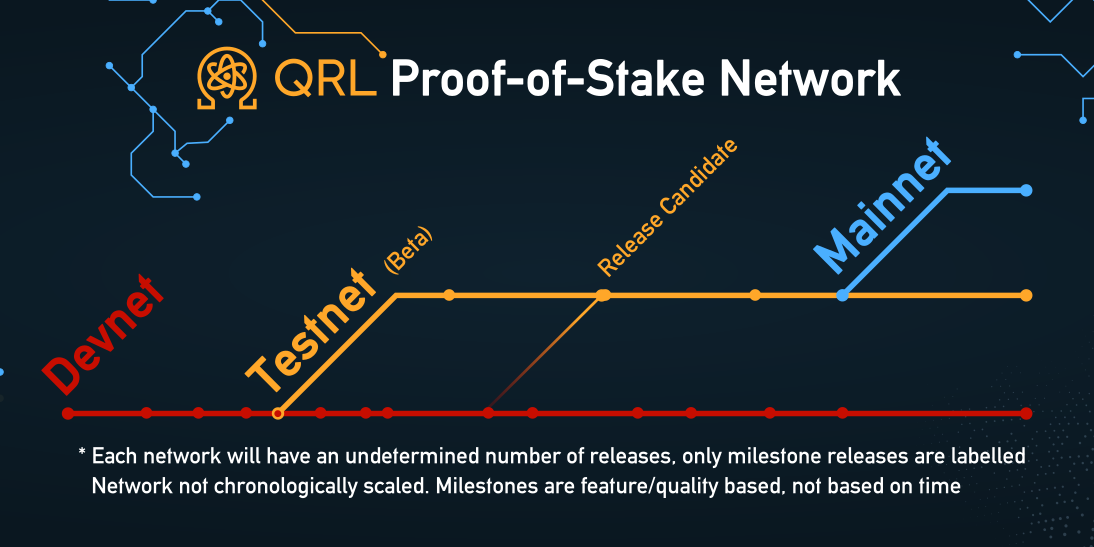 QRL Proof-of-Stake Network
Devnet
Testnet (Beta)
Release Candidate
Mainnet
* Each network will have an undetermined number of releases, only milestone releases are labelled
Network not chronologically scaled. Milestones are feature/quality based, not based on time